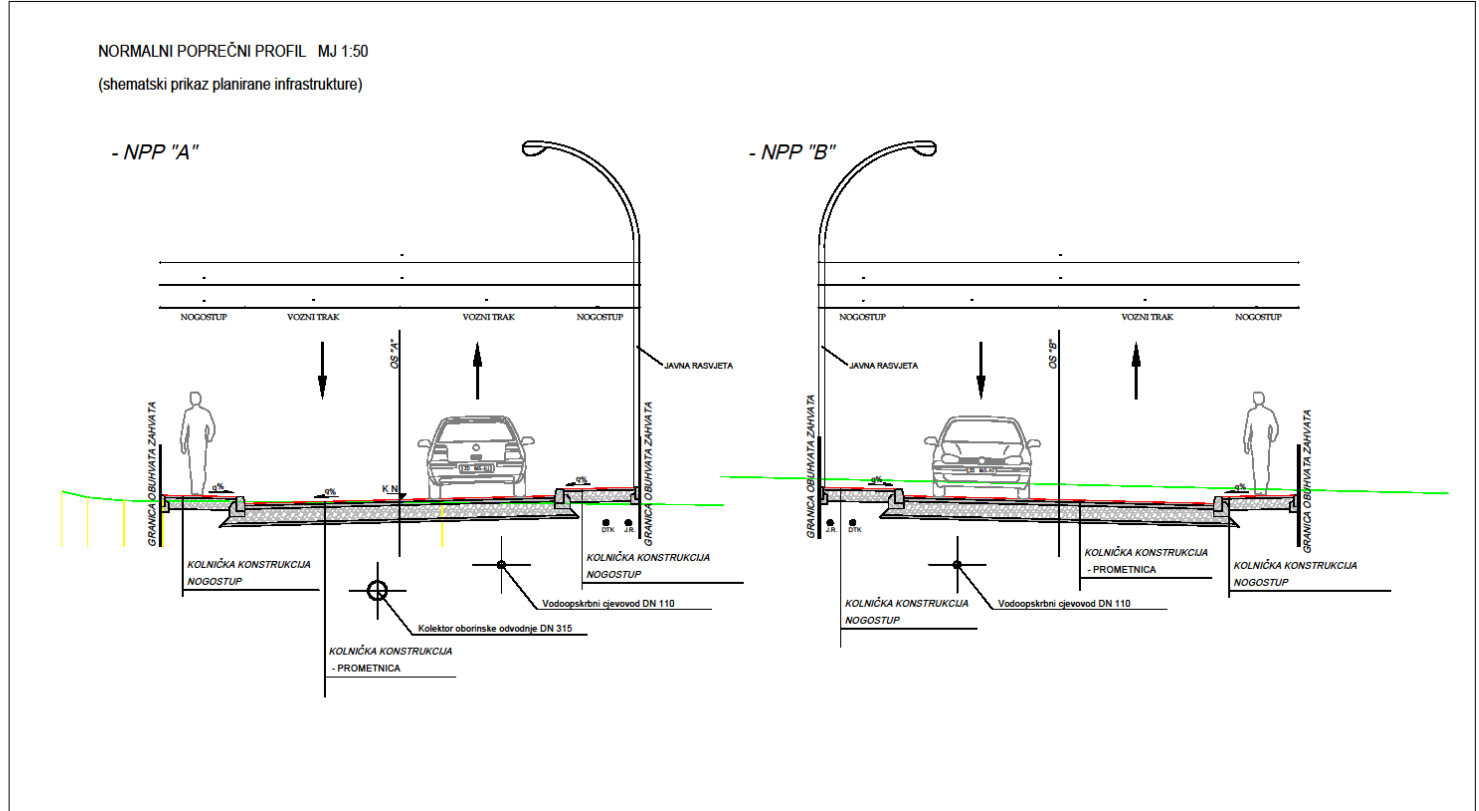 NORMALNI POPREČNI PROFIL MJ 1:50
(shematski prikaz planirane infrastrukture)
- NPP "A"
- NPP "B"
NOGOSTUP
VOZNI TRAK
VOZNI TRAK
NOGOSTUP
NOGOSTUP
VOZNI TRAK
NOGOSTUP
OS "A"
JAVNA RASVJETA
JAVNA RASVJETA
OS "B"
GRANICA OBUHVATA ZAHVATA
GRANICA OBUHVATA ZAHVATA
GRANICA OBUHVATA ZAHVATA
GRANICA OBUHVATA ZAHVATA
q%
q%
K.N.
q%
q%
q%
DTK
J.R.
J.R.
DTK
KOLNIČKA KONSTRUKCIJA
NOGOSTUP
KOLNIČKA KONSTRUKCIJA
NOGOSTUP
KOLNIČKA KONSTRUKCIJA
- PROMETNICA
KOLNIČKA KONSTRUKCIJA
NOGOSTUP
Vodoopskrbni cjevovod DN 110
KOLNIČKA KONSTRUKCIJA
NOGOSTUP
Vodoopskrbni cjevovod DN 110
Kolektor oborinske odvodnje DN 315
KOLNIČKA KONSTRUKCIJA
- PROMETNICA